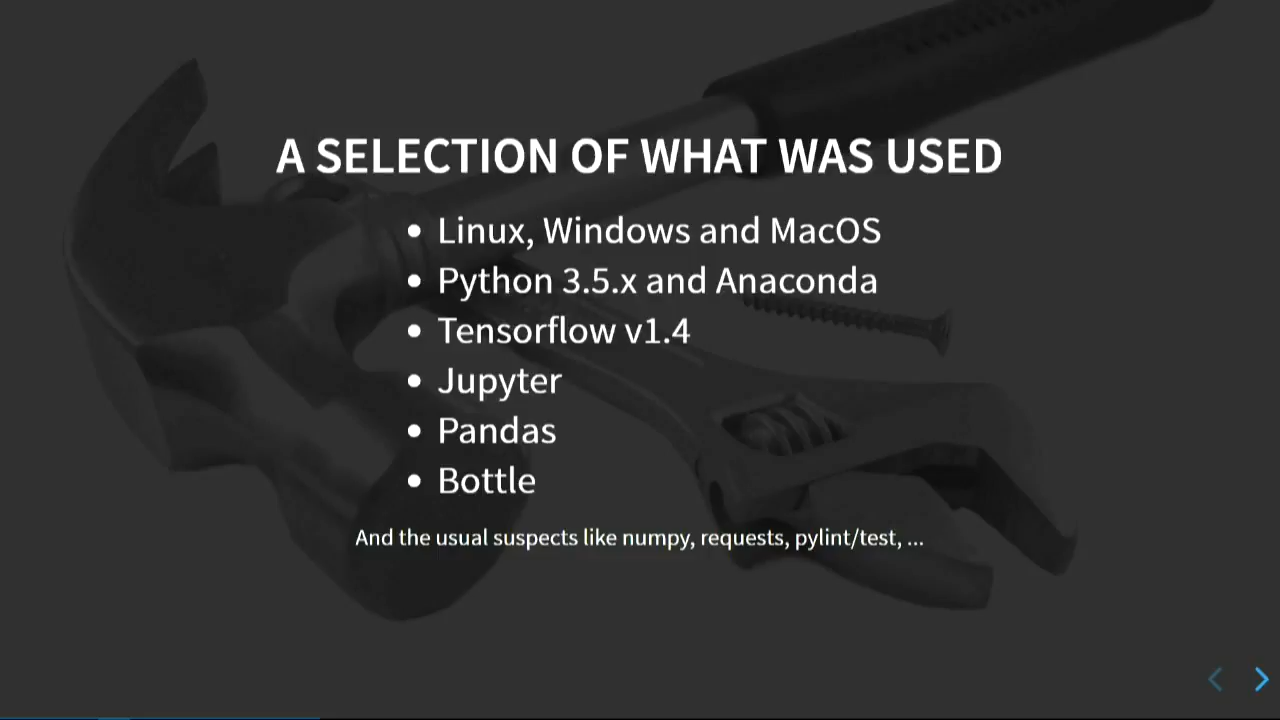 A SELECTION OF WHAT WAS USED
• Linux, Windows and MacOS
• Python 3.5.x and Anaconda
• Tensorflow v1.4
• Jupyter
• Pandas
• Bottle
And the usual suspects like numpy, requests, pylint/test, ...